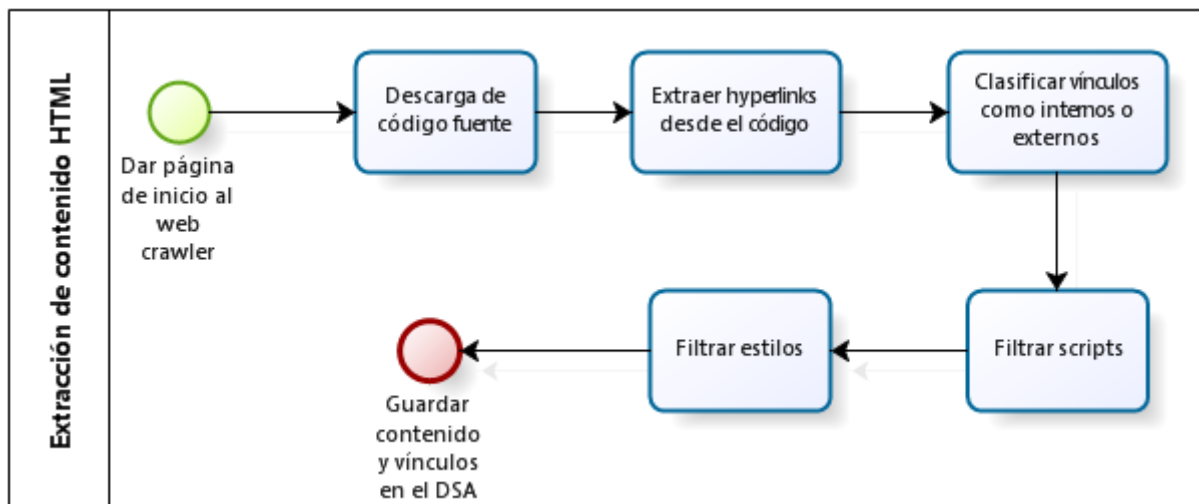 Extracción de contenido HTML
Dar página
de inicio al
web
crawler
Descarga de
código fuente
Extraer hyperlinks
desde el código
Clasificar vínculos
como internos o
externos
Filtrar scripts
Filtrar estilos
Guardar
contenido
y vínculos
en el DSA